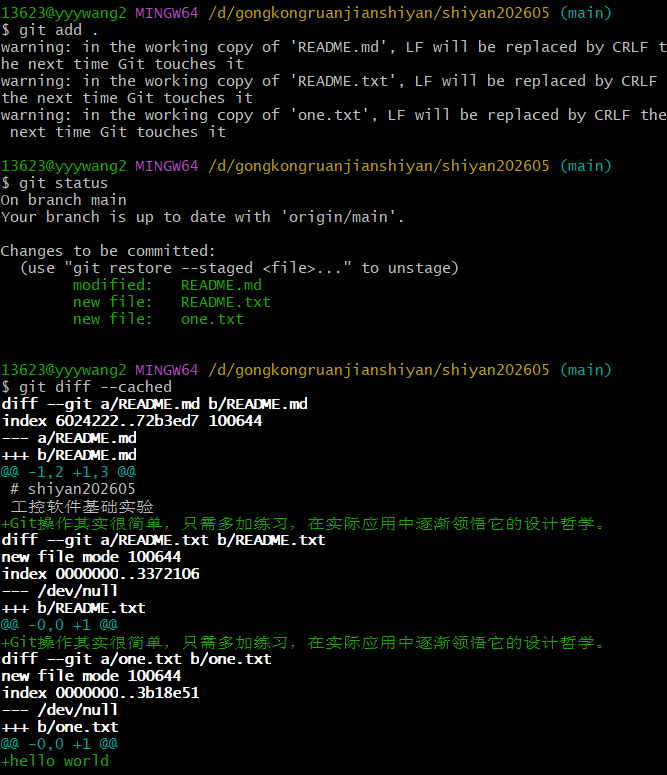 13623@yyywang2 MINGW64 /d/gongkongruanjianshiyan/shiyan202605 (main)
$ git add .
warning: in the working copy of 'README.md', LF will be replaced by CRLF t
he next time Git touches it
warning: in the working copy of 'README.txt', LF will be replaced by CRLF
the next time Git touches it
warning: in the working copy of 'one.txt', LF will be replaced by CRLF the
 next time Git touches it

13623@yyywang2 MINGW64 /d/gongkongruanjianshiyan/shiyan202605 (main)
$ git status
On branch main
Your branch is up to date with 'origin/main'.

Changes to be committed:
  (use "git restore --staged <file>..." to unstage)
        modified:   README.md
        new file:   README.txt
        new file:   one.txt

13623@yyywang2 MINGW64 /d/gongkongruanjianshiyan/shiyan202605 (main)
$ git diff --cached
diff --git a/README.md b/README.md
index 6024222..72b3ed7 100644
--- a/README.md
+++ b/README.md
@@ -1,2 +1,3 @@
 # shiyan202605
 工控软件基础实验
+Git操作其实很简单，只需多加练习，在实际应用中逐渐领悟它的设计哲学。
diff --git a/README.txt b/README.txt
new file mode 100644
index 0000000..3372106
--- /dev/null
+++ b/README.txt
@@ -0,0 +1 @@
+Git操作其实很简单，只需多加练习，在实际应用中逐渐领悟它的设计哲学。
diff --git a/one.txt b/one.txt
new file mode 100644
index 0000000..3b18e51
--- /dev/null
+++ b/one.txt
@@ -0,0 +1 @@
+hello world